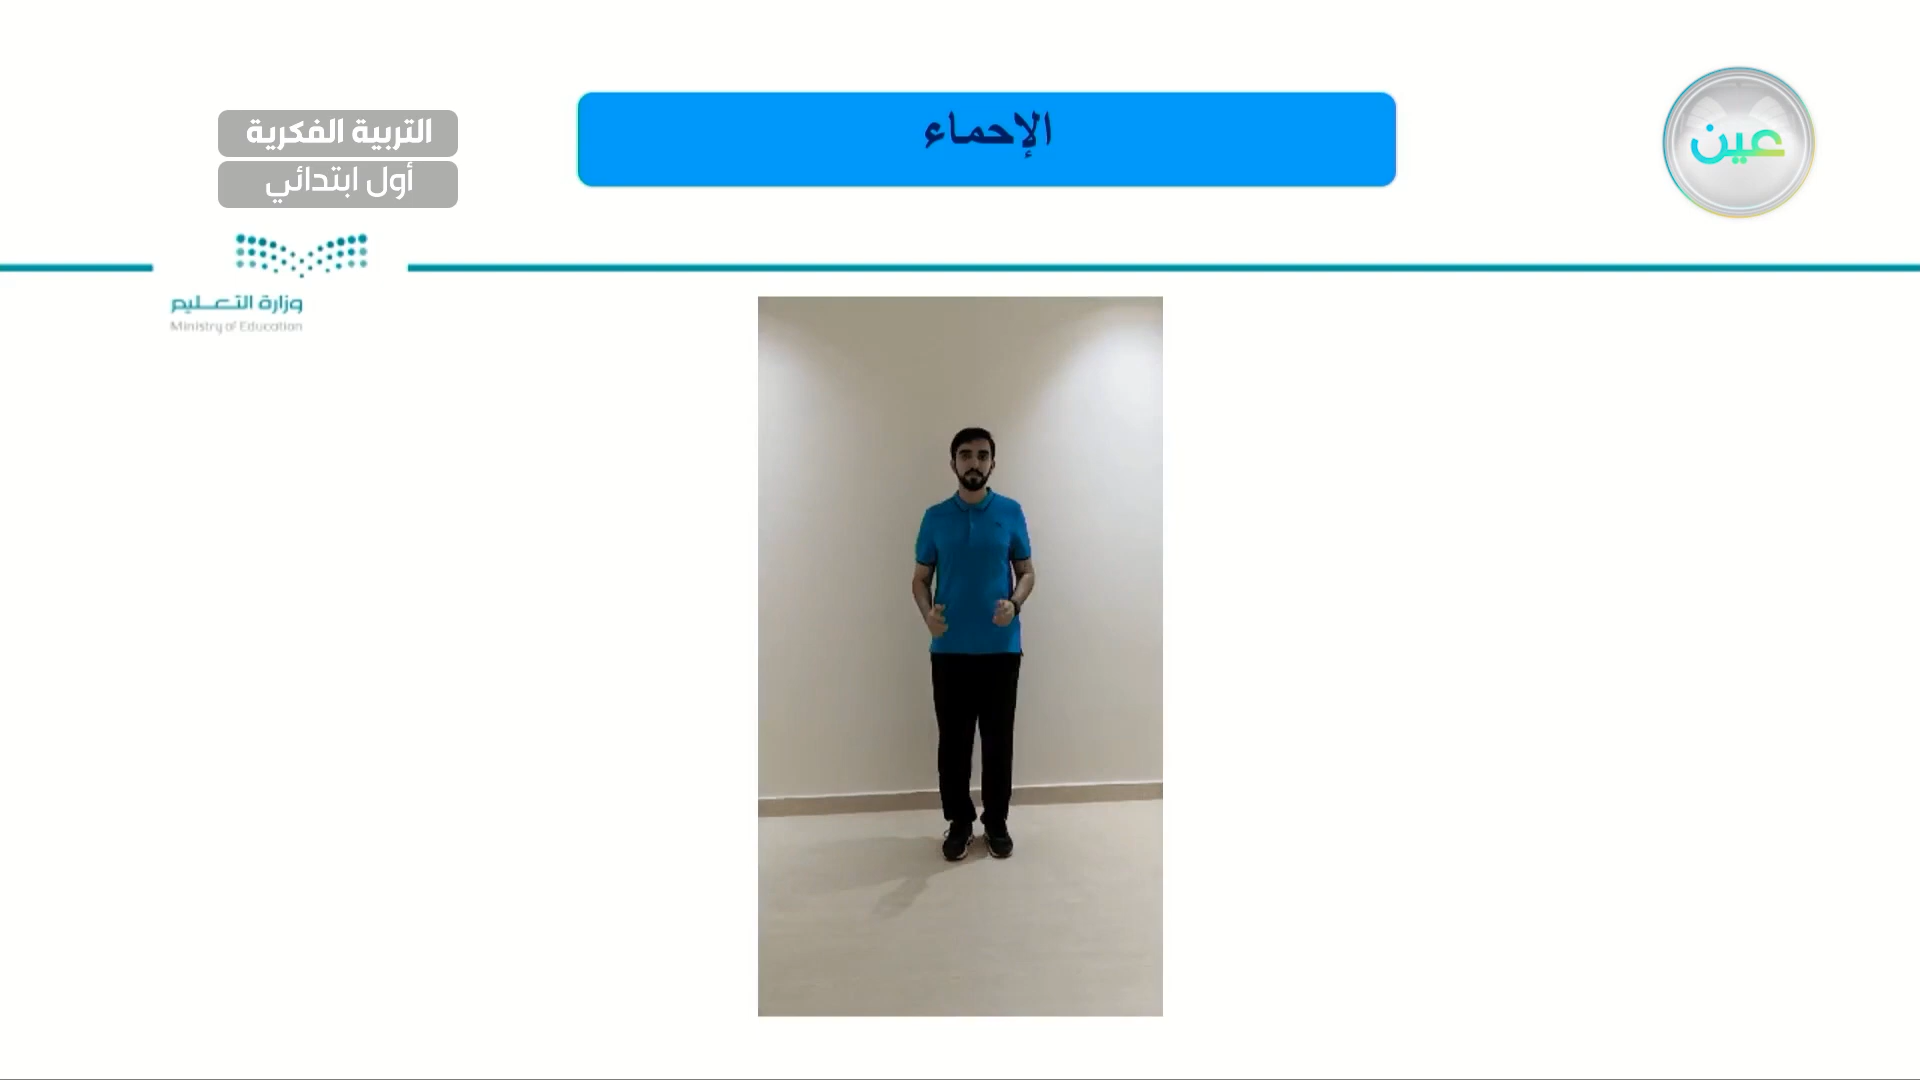 الإحماء
عين
التربية الفكرية
أول ابتدائي
وزارة التعليم
Ministry of Education